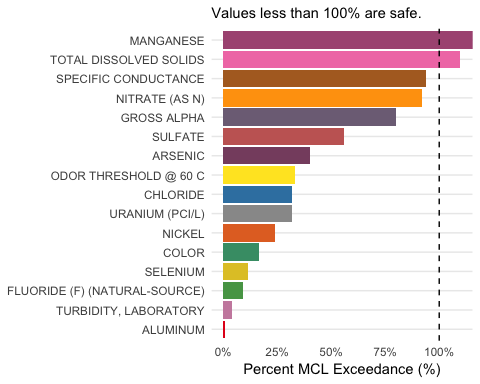 Values less than 100% are safe.
MANGANESE
TOTAL DISSOLVED SOLIDS
SPECIFIC CONDUCTANCE
NITRATE (AS N)
GROSS ALPHA
SULFATE
ARSENIC
ODOR THRESHOLD @ 60 C
CHLORIDE
URANIUM (PCI/L)
NICKEL
COLOR
SELENIUM
FLUORIDE (F) (NATURAL-SOURCE)
TURBIDITY, LABORATORY
ALUMINUM
0% 25% 50% 75% 100%
Percent MCL Exceedance (%)